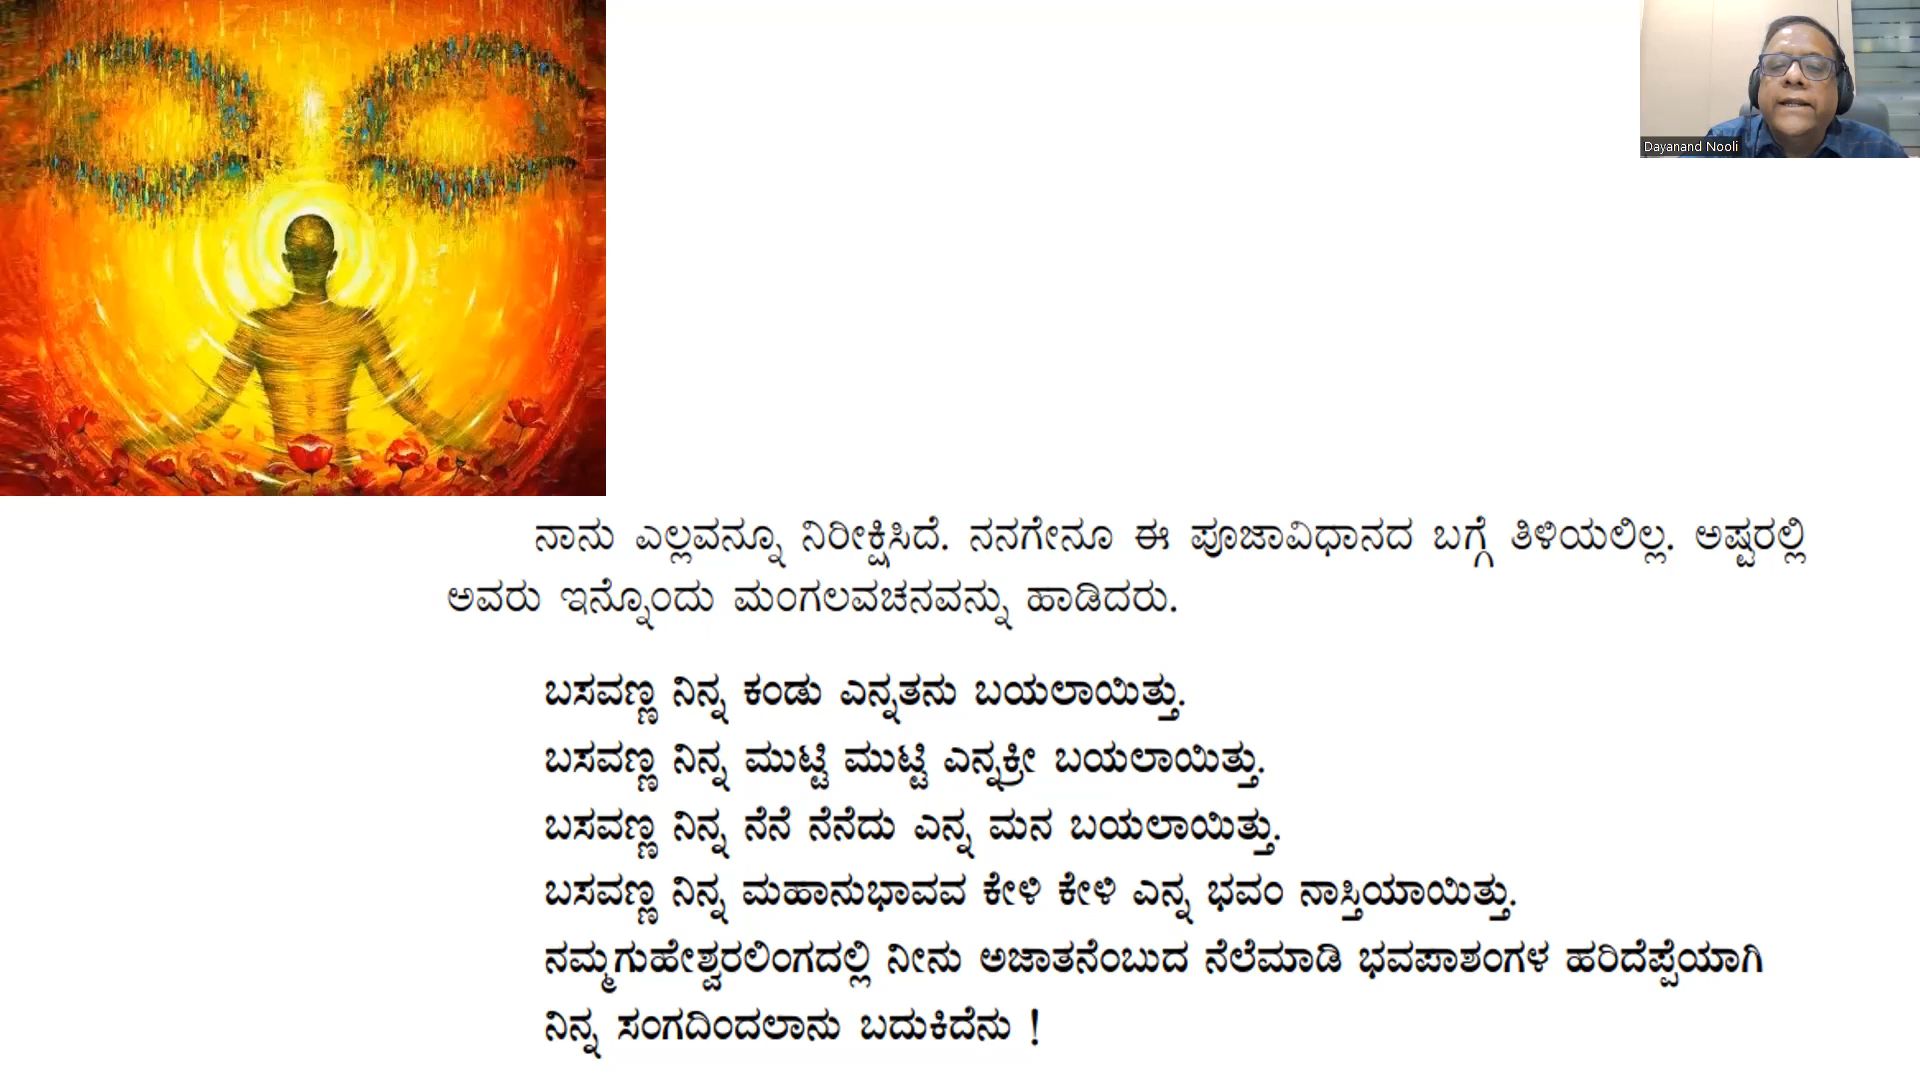 Dayanand Nooli
ನಾನು ಎಲ್ಲವನ್ನೂ ನಿರೀಕ್ಷಿಸಿದೆ. ನನಗೇನೂ ಈ ಪೂಜಾವಿಧಾನದ ಬಗ್ಗೆ ತಿಳಿಯಲಿಲ್ಲ. ಅಷ್ಟರಲ್ಲಿ
ಅವರು ಇನ್ನೊಂದು ಮಂಗಲವಚನವನ್ನು ಹಾಡಿದರು.
ಬಸವಣ್ಣ ನಿನ್ನ ಕಂಡು ಎನ್ನತನು ಬಯಲಾಯಿತ್ತು.
ಬಸವಣ್ಣ ನಿನ್ನ ಮುಟ್ಟಿ ಮುಟ್ಟಿ ಎನ್ನಕ್ರೀ ಬಯಲಾಯಿತ್ತು.
ಬಸವಣ್ಣ ನಿನ್ನ ನೆನೆ ನೆನೆದು ಎನ್ನ ಮನ ಬಯಲಾಯಿತ್ತು.
ಬಸವಣ್ಣ ನಿನ್ನ ಮಹಾನುಭಾವವ ಕೇಳಿ ಕೇಳಿ ಎನ್ನ ಭವಂ ನಾಸ್ತಿಯಾಯಿತ್ತು.
ನಮ್ಮಗುಹೇಶ್ವರಲಿಂಗದಲ್ಲಿ ನೀನು ಅಜಾತನೆಂಬುದ ನೆಲೆಮಾಡಿ ಭವಪಾಶಂಗಳ ಹರಿದೆಪ್ಪೆಯಾಗಿ
ನಿನ್ನ ಸಂಗದಿಂದಲಾನು ಬದುಕಿದೆನು !